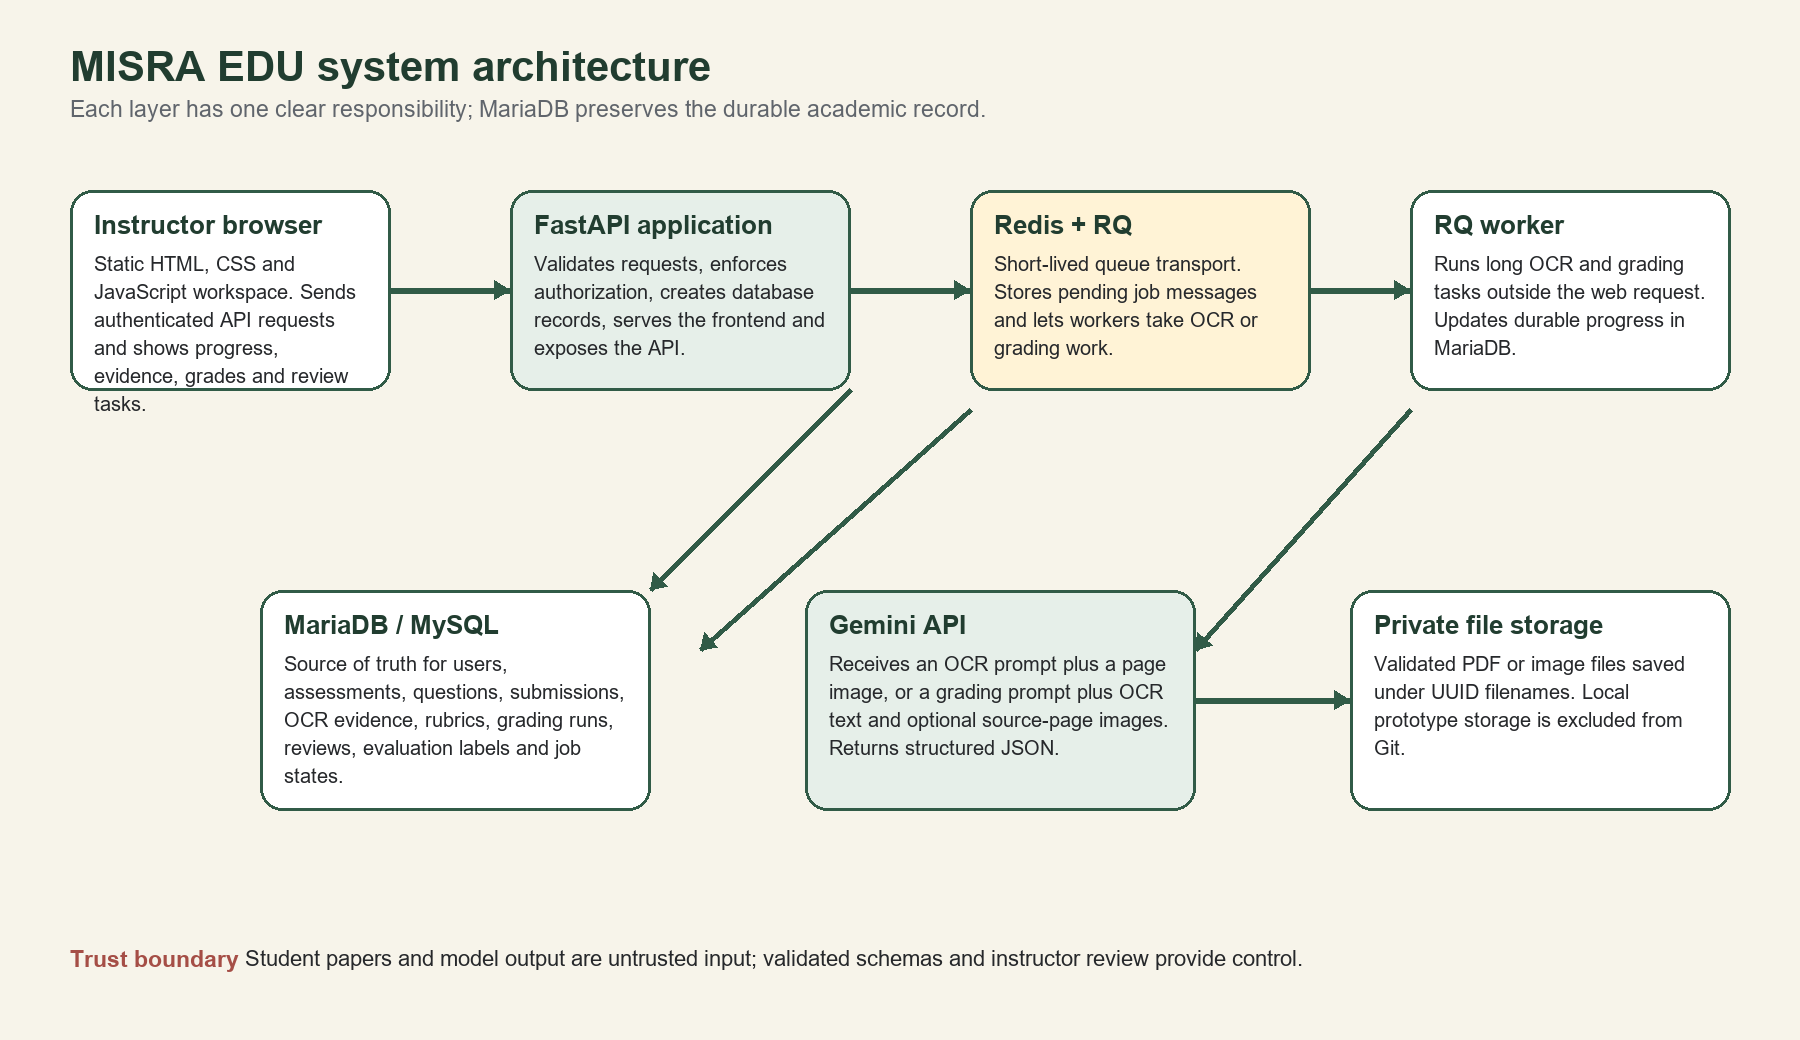 MISRA EDU system architecture
Each layer has one clear responsibility; MariaDB preserves the durable academic record.
Instructor browser
Static HTML, CSS and
JavaScript workspace. Sends
authenticated API requests
and shows progress,
evidence, grades and review
tasks.
FastAPI application
Validates requests, enforces
authorization, creates database
records, serves the frontend and
exposes the API.
Redis + RQ
Short-lived queue transport.
Stores pending job messages
and lets workers take OCR or
grading work.
RQ worker
Runs long OCR and grading
tasks outside the web request.
Updates durable progress in
MariaDB.
MariaDB / MySQL
Source of truth for users,
assessments, questions, submissions,
OCR evidence, rubrics, grading runs,
reviews, evaluation labels and job
states.
Gemini API
Receives an OCR prompt plus a page
image, or a grading prompt plus OCR
text and optional source-page images.
Returns structured JSON.
Private file storage
Validated PDF or image files saved
under UUID filenames. Local
prototype storage is excluded from
Git.
Trust boundary Student papers and model output are untrusted input; validated schemas and instructor review provide control.